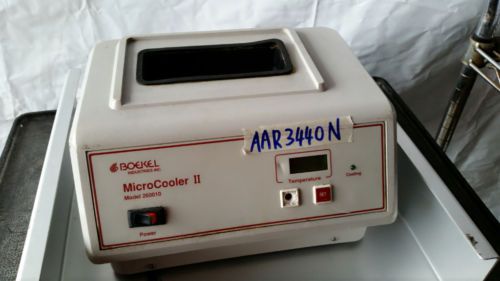 AAR3440N
BOEKEL
INDUSTRIES INC.
MicroCooler II
Model 260010
Temperature
Cooling
SET
Power